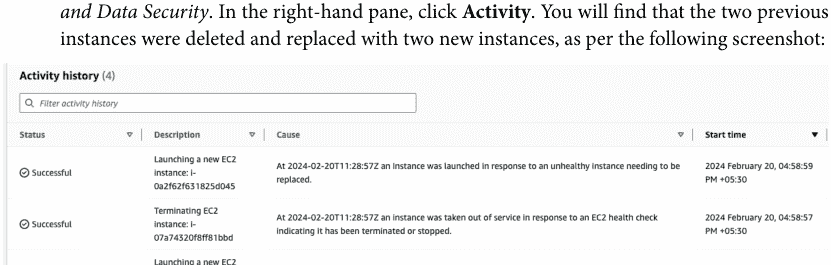 and Data Security. In the right-hand pane, click Activity. You will find that the two previous
instances were deleted and replaced with two new instances, as per the following screenshot:
Activity history (4)
Filter activity history
Status Description Cause Start time
Successful
Launching a new EC2
instance: i-
0a2f62f631825d045
At 2024-02-20T11:28:57Z an instance was launched in response to an unhealthy instance needing to be
replaced.
2024 February 20, 04:58:59
PM +05:30
Successful
Terminating EC2
instance: i-
07a74320f8ff81bbd
At 2024-02-20T11:28:57Z an instance was taken out of service in response to an EC2 health check
indicating it has been terminated or stopped.
2024 February 20, 04:58:57
PM +05:30
Launching a new EC2